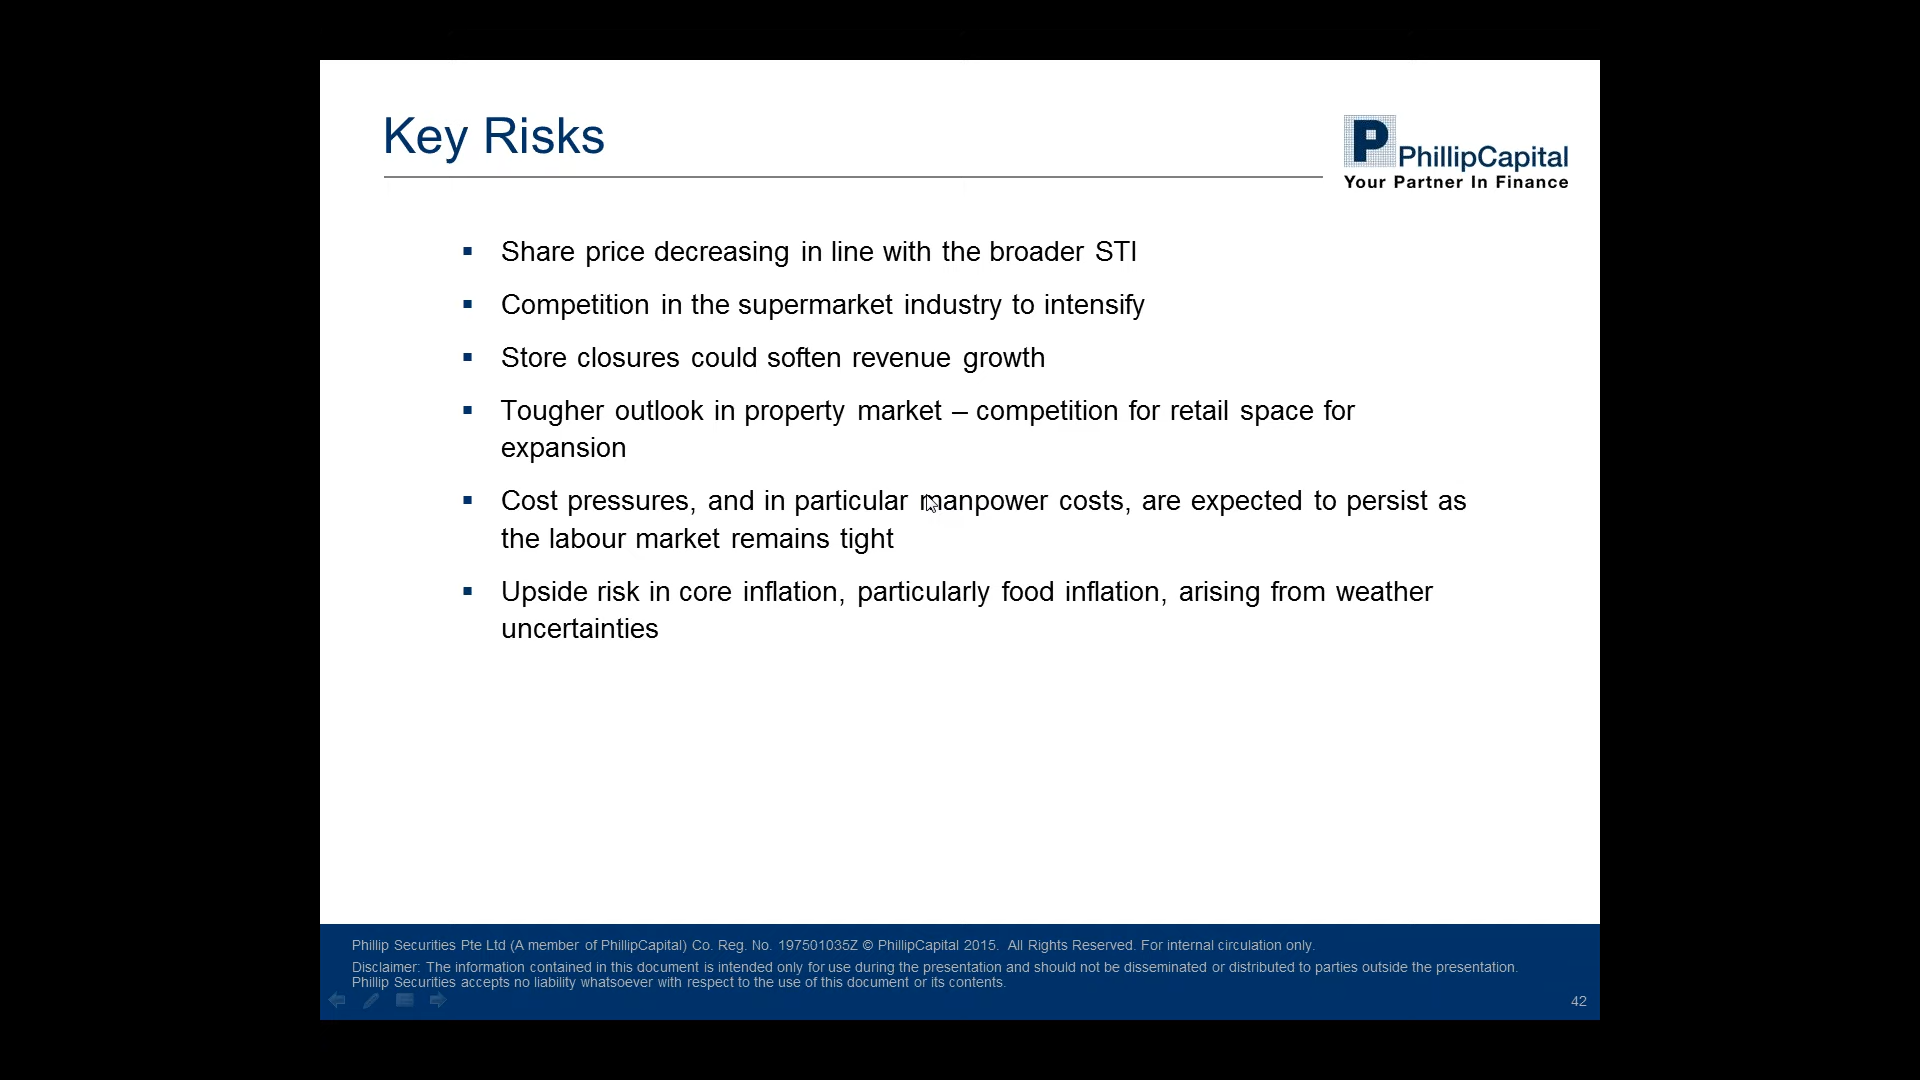 Key Risks
P
PhillipCapital
Your Partner In Finance
▪ Share price decreasing in line with the broader STI
▪ Competition in the supermarket industry to intensify
▪ Store closures could soften revenue growth
▪ Tougher outlook in property market – competition for retail space for
expansion
▪ Cost pressures, and in particular manpower costs, are expected to persist as
the labour market remains tight
▪ Upside risk in core inflation, particularly food inflation, arising from weather
uncertainties
Phillip Securities Pte Ltd (A member of PhillipCapital) Co. Reg. No. 197501035Z © PhillipCapital 2015. All Rights Reserved. For internal circulation only.
Disclaimer: The information contained in this document is intended only for use during the presentation and should not be disseminated or distributed to parties outside the presentation.
Phillip Securities accepts no liability whatsoever with respect to the use of this document or its contents.
42